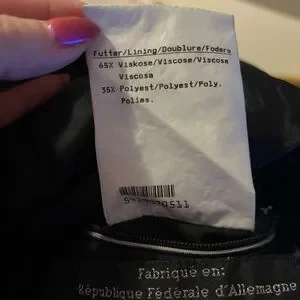 Futter/Lining/Doublure/Fodera
65% Viskose/Viscose/Viscose
Viscosa
35% Polyest/Polyest/Poly.
Polies.
Fabriqué en:
République Fédérale d'Allemagne